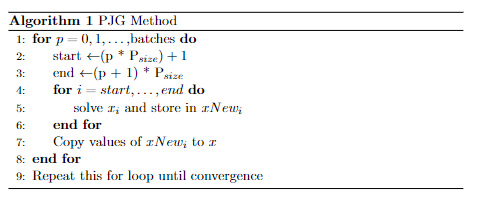 Algorithm 1 PJG Method
1: for p = 0, 1, . . . ,batches do
2: start ←(p * P_size) + 1
3: end ←(p + 1) * P_size
4: for i = start, . . . , end do
5: solve x_i and store in xNew_i
6: end for
7: Copy values of xNew_i to x
8: end for
9: Repeat this for loop until convergence